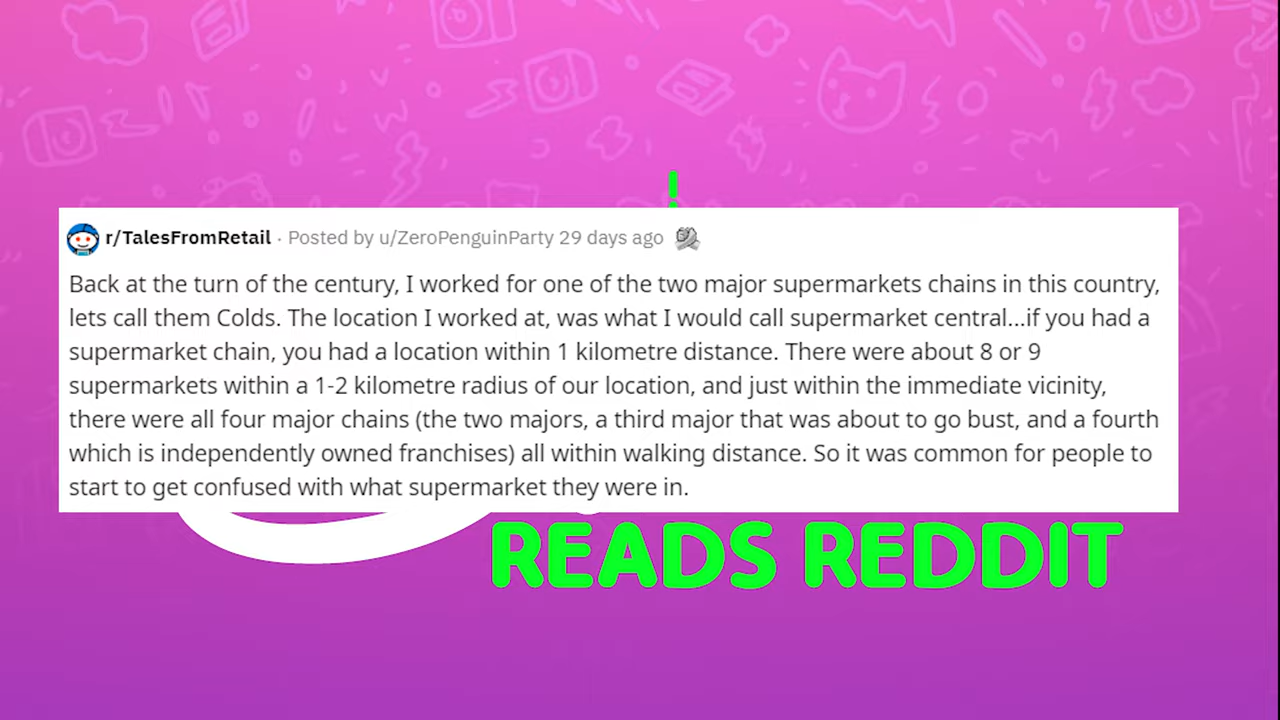 !
r/TalesFromRetail · Posted by u/ZeroPenguinParty 29 days ago
Back at the turn of the century, I worked for one of the two major supermarkets chains in this country,
lets call them Colds. The location I worked at, was what I would call supermarket central...if you had a
supermarket chain, you had a location within 1 kilometre distance. There were about 8 or 9
supermarkets within a 1-2 kilometre radius of our location, and just within the immediate vicinity,
there were all four major chains (the two majors, a third major that was about to go bust, and a fourth
which is independently owned franchises) all within walking distance. So it was common for people to
start to get confused with what supermarket they were in.
READS REDDIT